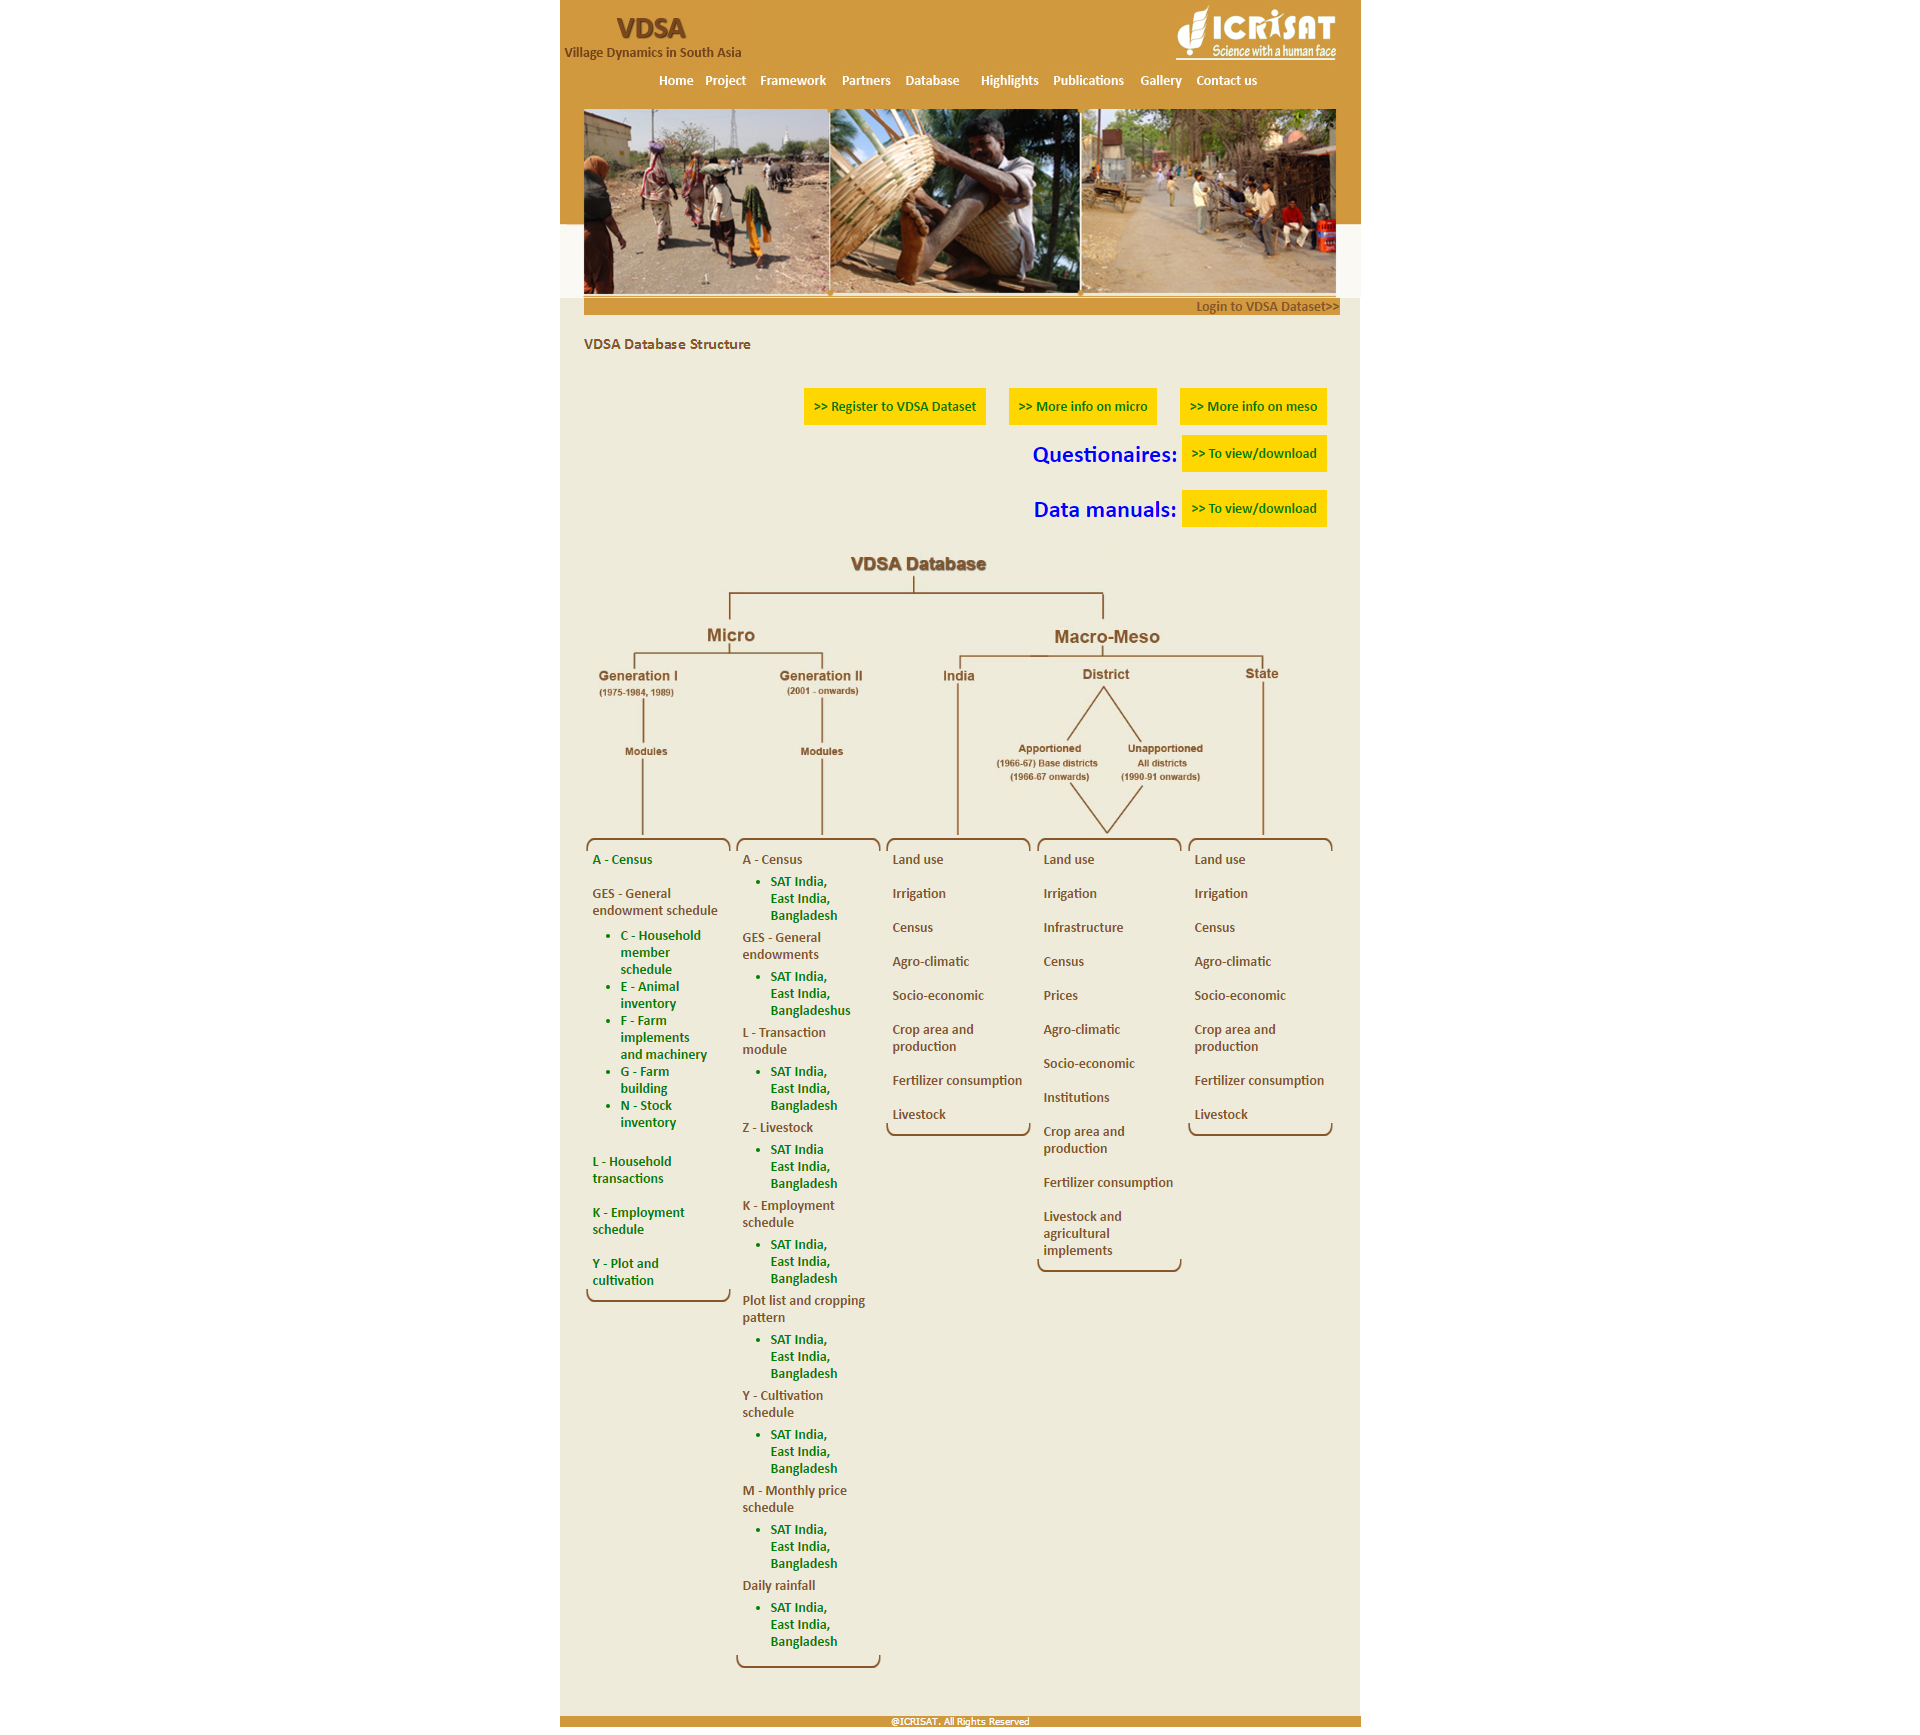 VDSA
Village Dynamics in South Asia
ICRISAT
Science with a human face
Home Project Framework Partners Database Highlights Publications Gallery Contact us
Login to VDSA Dataset>>
VDSA Database Structure
>> Register to VDSA Dataset >> More info on micro >> More info on meso
Questionaires: >> To view/download
Data manuals: >> To view/download
VDSA Database
Micro
Macro-Meso
Generation I
(1975-1984, 1989)
Generation II
(2001 - onwards)
India
District
State
Modules
Modules
Apportioned
(1966-67) Base districts
(1966-67 onwards)
Unapportioned
All districts
(1990-91 onwards)
A - Census
GES - General
endowment schedule
• C - Household
member
schedule
• E - Animal
inventory
• F - Farm
implements
and machinery
• G - Farm
building
• N - Stock
inventory
L - Household
transactions
K - Employment
schedule
Y - Plot and
cultivation
A - Census
• SAT India,
East India,
Bangladesh
GES - General
endowments
• SAT India,
East India,
Bangladeshus
L - Transaction
module
• SAT India,
East India,
Bangladesh
Z - Livestock
• SAT India
East India,
Bangladesh
K - Employment
schedule
• SAT India,
East India,
Bangladesh
Plot list and cropping
pattern
• SAT India,
East India,
Bangladesh
Y - Cultivation
schedule
• SAT India,
East India,
Bangladesh
M - Monthly price
schedule
• SAT India,
East India,
Bangladesh
Daily rainfall
• SAT India,
East India,
Bangladesh
Land use
Irrigation
Census
Agro-climatic
Socio-economic
Crop area and
production
Fertilizer consumption
Livestock
Land use
Irrigation
Infrastructure
Census
Prices
Agro-climatic
Socio-economic
Institutions
Crop area and
production
Fertilizer consumption
Livestock and
agricultural
implements
Land use
Irrigation
Census
Agro-climatic
Socio-economic
Crop area and
production
Fertilizer consumption
Livestock
@ICRISAT. All Rights Reserved